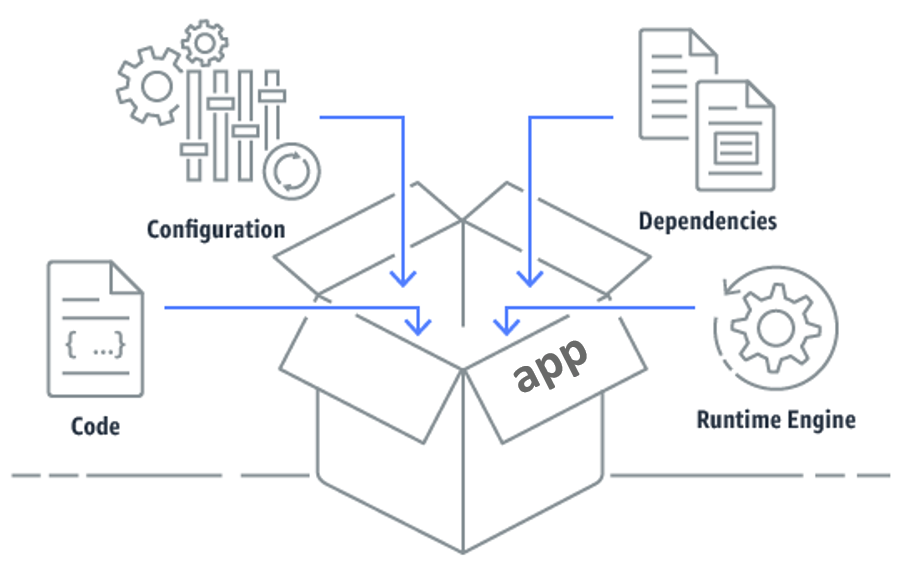 Configuration
Dependencies
{ ...}
Code
app
Runtime Engine